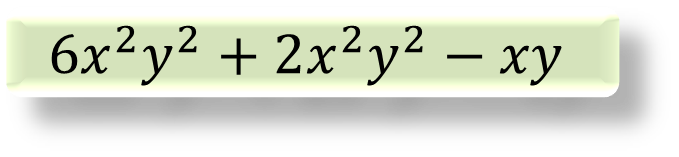 6x²y² + 2x²y² − xy